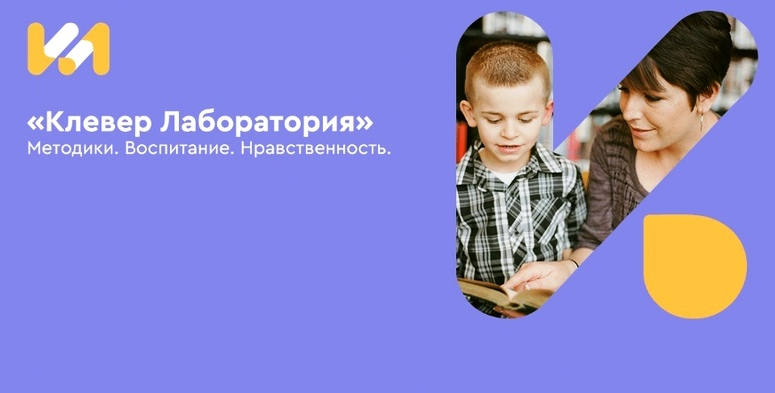 «Клевер Лаборатория»
Методики. Воспитание. Нравственность.